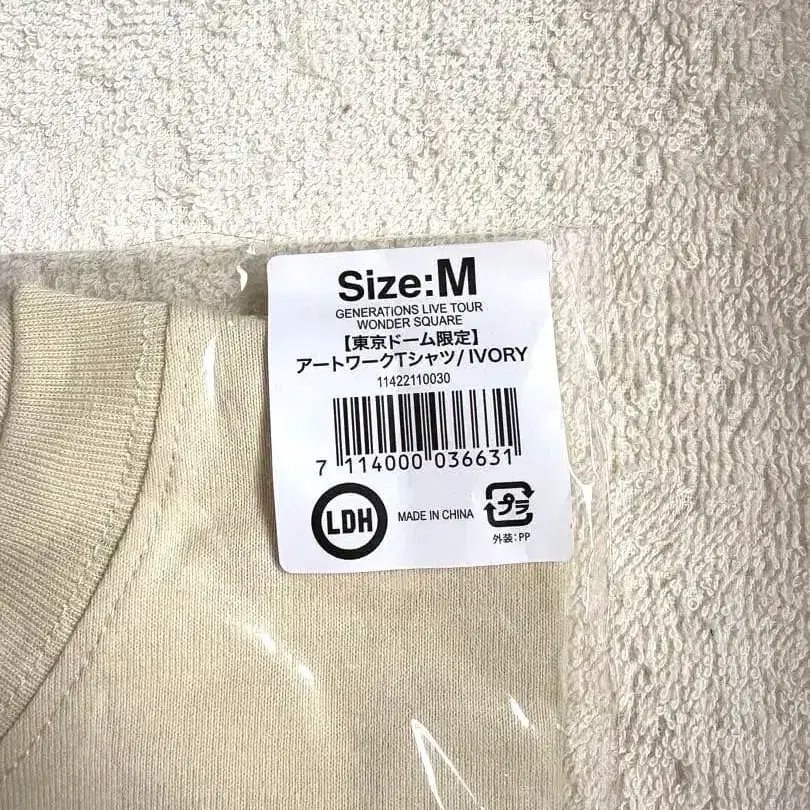 Size:M
GENERATIONS LIVE TOUR
WONDER SQUARE
【東京ドーム限定】
アートワークTシャツ/ IVORY
11422110030
7 114000 036631
LDH
MADE IN CHINA
プラ
外装:PP